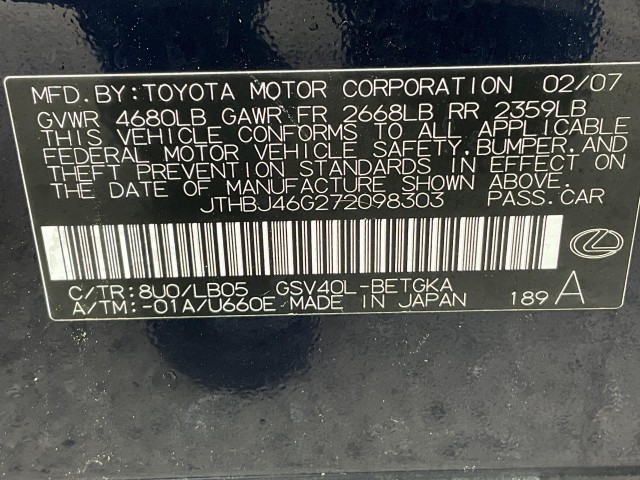 MFD.BY:TOYOTA MOTOR CORPORATION 02/07
GVWR 4680LB GAWR FR 2668LB RR 2359LB
THIS VEHICLE CONFORMS TO ALL APPLICABLE
FEDERAL MOTOR VEHICLE SAFETY,BUMPER,AND
THEFT PREVENTION STANDARDS IN EFFECT ON
THE DATE OF MANUFACTURE SHOWN ABOVE.
JTHBJ46G272098303 PASS.CAR
C/TR:8U0/LB05 GSV40L-BETGKA
A/TM:-01A/U660E MADE IN JAPAN 189 A